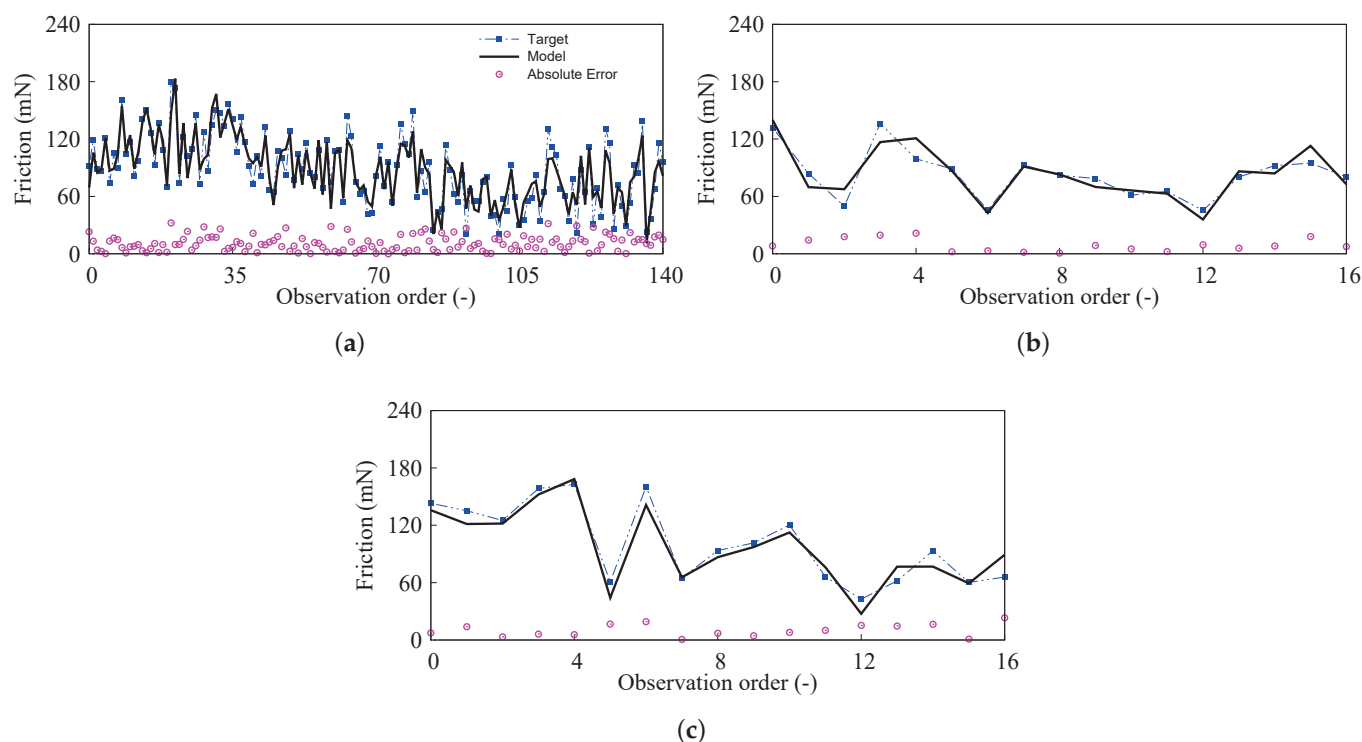 240
180
120
60
0
Friction (mN)
Target
Model
Absolute Error
0 35 70 105 140
Observation order (-)
(a)
240
180
120
60
0
Friction (mN)
0 4 8 12 16
Observation order (-)
(b)
240
180
120
60
0
Friction (mN)
0 4 8 12 16
Observation order (-)
(c)